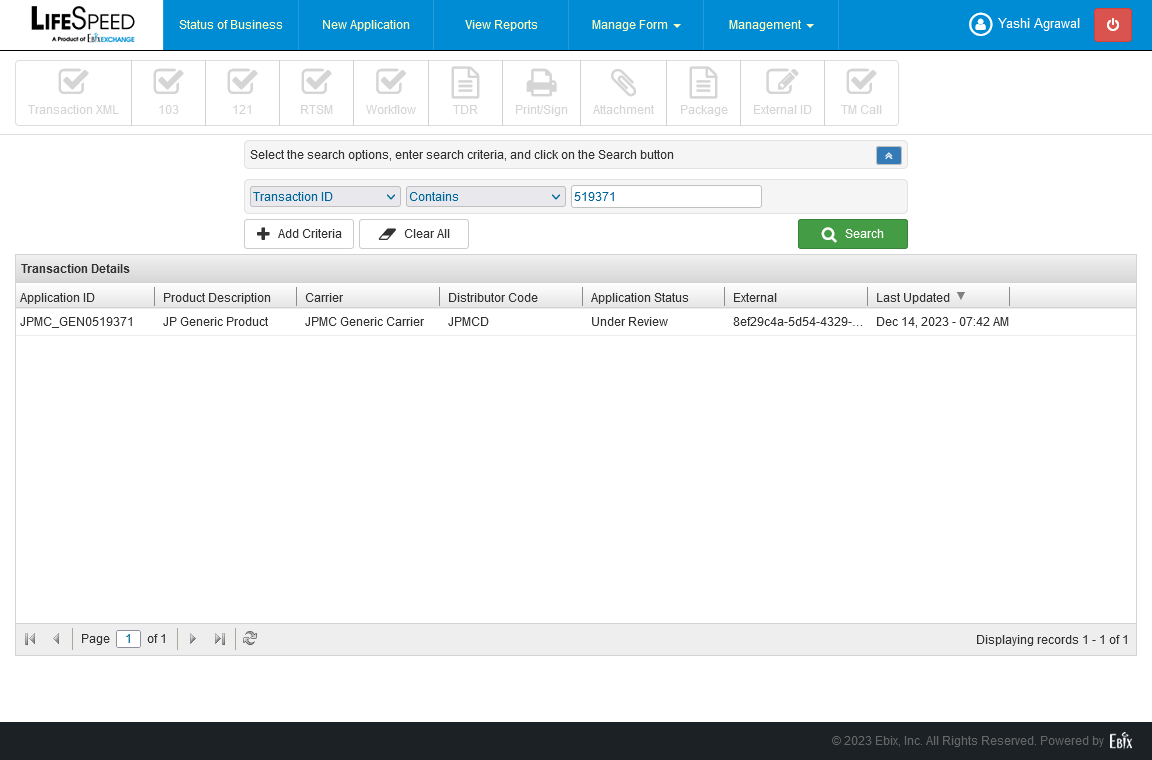 LIFESPEED
A Product of EbixEXCHANGE
Status of Business New Application View Reports Manage Form Management Yashi Agrawal
Transaction XML 103 121 RTSM Workflow TDR Print/Sign Attachment Package External ID TM Call
Select the search options, enter search criteria, and click on the Search button
Transaction ID Contains 519371
Add Criteria Clear All Search
Transaction Details
Application ID Product Description Carrier Distributor Code Application Status External Last Updated
JPMC_GEN0519371 JP Generic Product JPMC Generic Carrier JPMCD Under Review 8ef29c4a-5d54-4329-... Dec 14, 2023 - 07:42 AM
Page 1 of 1 Displaying records 1 - 1 of 1
© 2023 Ebix, Inc. All Rights Reserved. Powered by Ebix